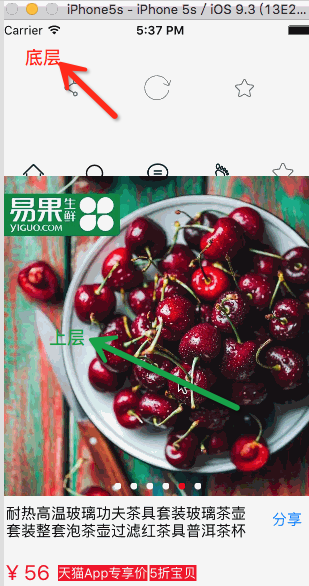 iPhone5s - iPhone 5s / iOS 9.3 (13E2...
Carrier 5:37 PM
底层
易果生鲜
YIGUO.COM
上层
耐热高温玻璃功夫茶具套装玻璃茶壶
套装整套泡茶壶过滤红茶具普洱茶杯
分享
¥ 56 天猫App专享价 5折宝贝